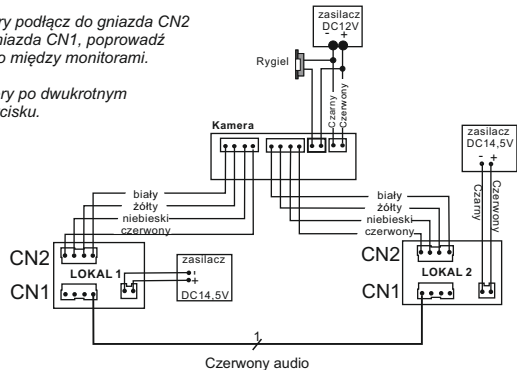 ry podłącz do gniazda CN2
niazda CN1, poprowadź
o między monitorami.
ry po dwukrotnym
cisku.
zasilacz
DC12V
- +
Rygiel
Czarny
Czerwony
Kamera
zasilacz
DC14,5V
- +
Czarny
Czerwony
biały
żółty
niebieski
czerwony
biały
żółty
niebieski
czerwony
CN2
LOKAL 1
CN1
zasilacz
-
+
DC14,5V
CN2
LOKAL 2
CN1
1
Czerwony audio